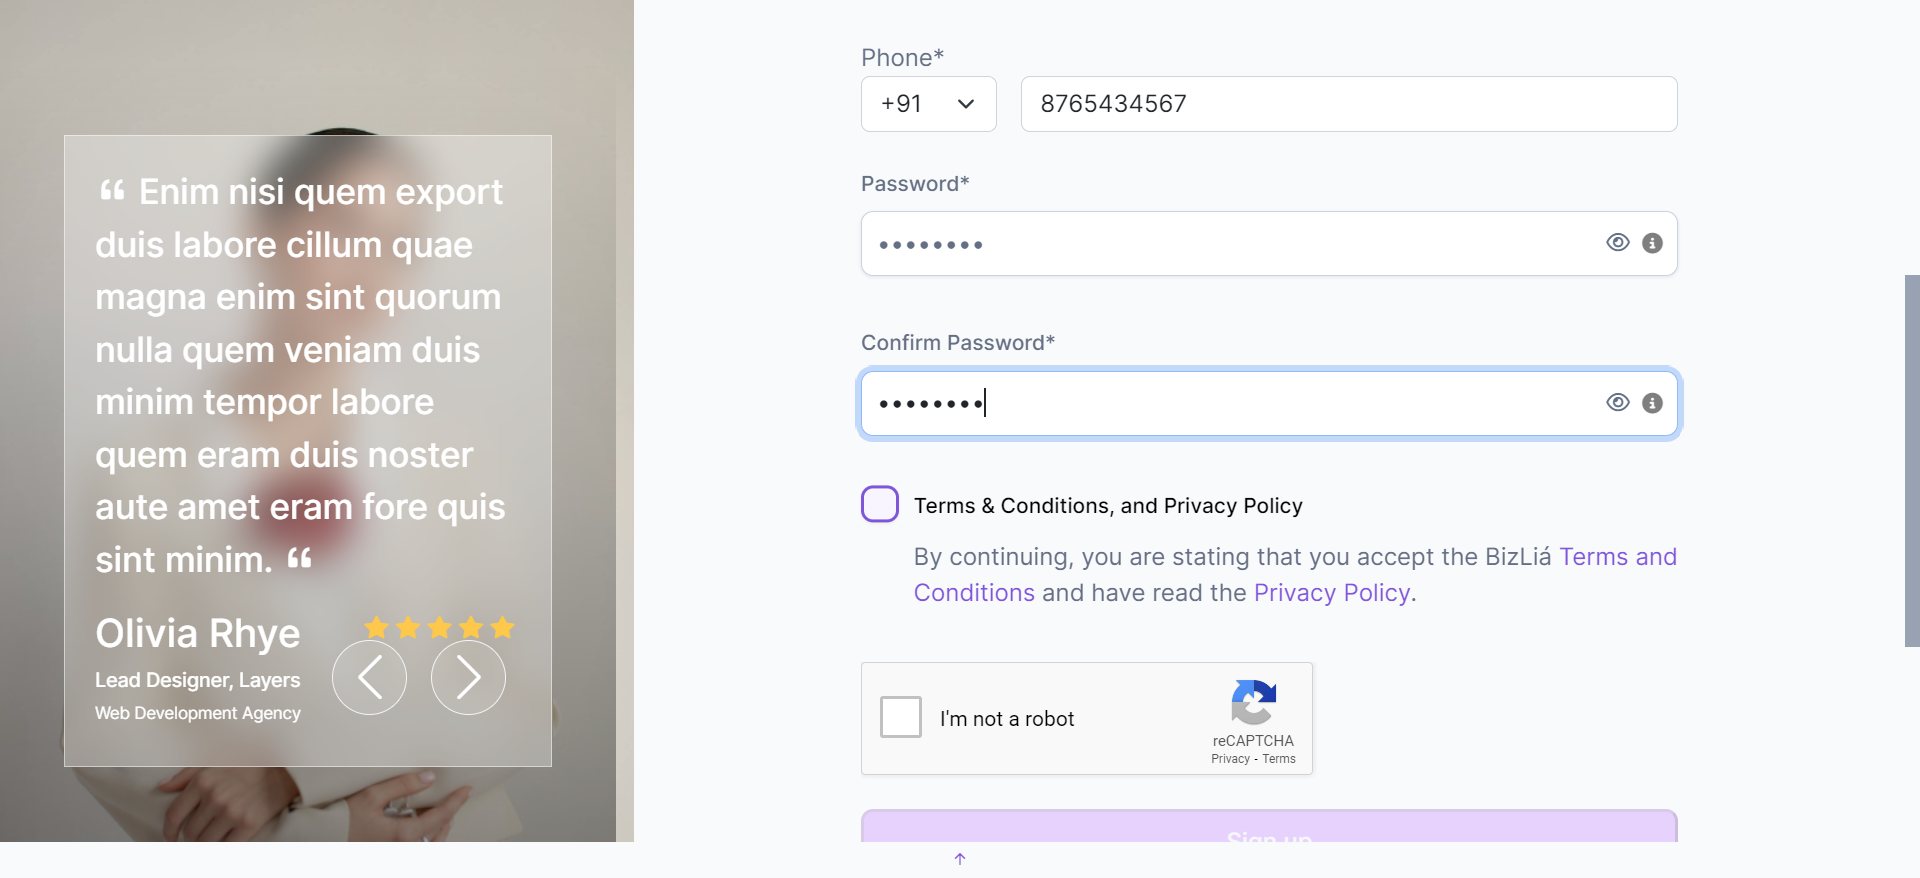 “ Enim nisi quem export
duis labore cillum quae
magna enim sint quorum
nulla quem veniam duis
minim tempor labore
quem eram duis noster
aute amet eram fore quis
sint minim. “
Olivia Rhye
Lead Designer, Layers
Web Development Agency
Phone*
+91
8765434567
Password*
••••••••
Confirm Password*
••••••••
Terms & Conditions, and Privacy Policy
By continuing, you are stating that you accept the BizLiá Terms and
Conditions and have read the Privacy Policy.
I'm not a robot
reCAPTCHA
Privacy - Terms
Sign up